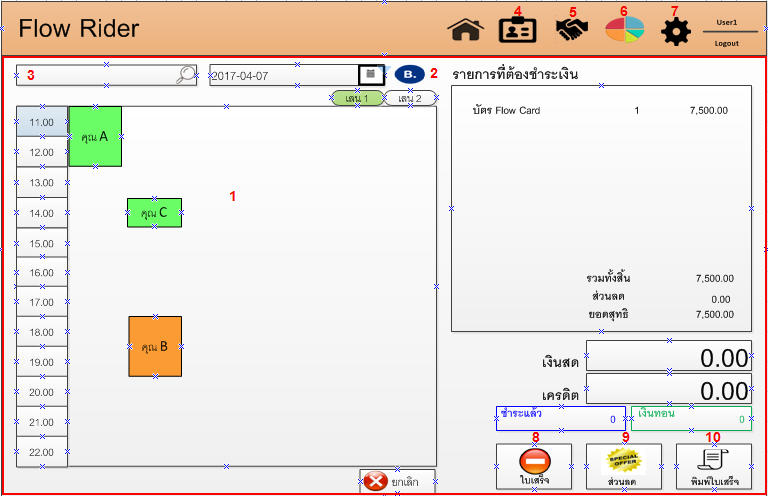 Flow Rider
4
5
6
7
User1
Logout
3
2017-04-07
B.
2
รายการที่ต้องชำระเงิน
เลน 1
เลน 2
1
11.00
12.00
13.00
14.00
15.00
16.00
17.00
18.00
19.00
20.00
21.00
22.00
คุณ A
คุณ C
คุณ B
บัตร Flow Card 1 7,500.00
รวมทั้งสิ้น 7,500.00
ส่วนลด 0.00
ยอดสุทธิ 7,500.00
เงินสด 0.00
เครดิต 0.00
ชำระแล้ว 0
เงินทอน 0
8
9
10
SPECIAL
OFFER
ใบเสร็จ
ส่วนลด
พิมพ์ใบเสร็จ
ยกเลิก